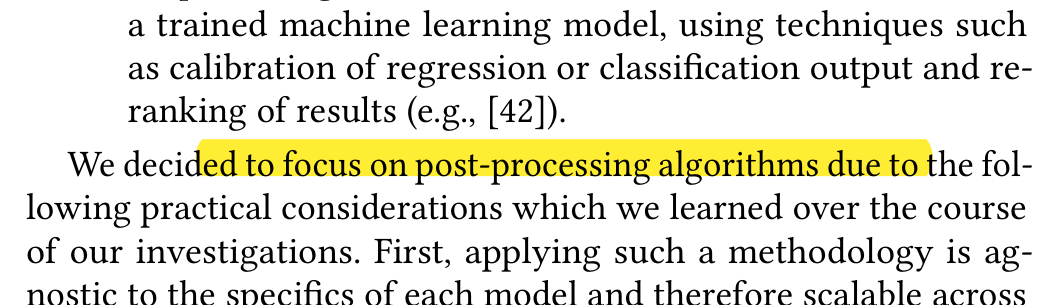 a trained machine learning model, using techniques such
as calibration of regression or classification output and re-
ranking of results (e.g., [42]).
We decided to focus on post-processing algorithms due to the fol-
lowing practical considerations which we learned over the course
of our investigations. First, applying such a methodology is ag-
nostic to the specifics of each model and therefore scalable across